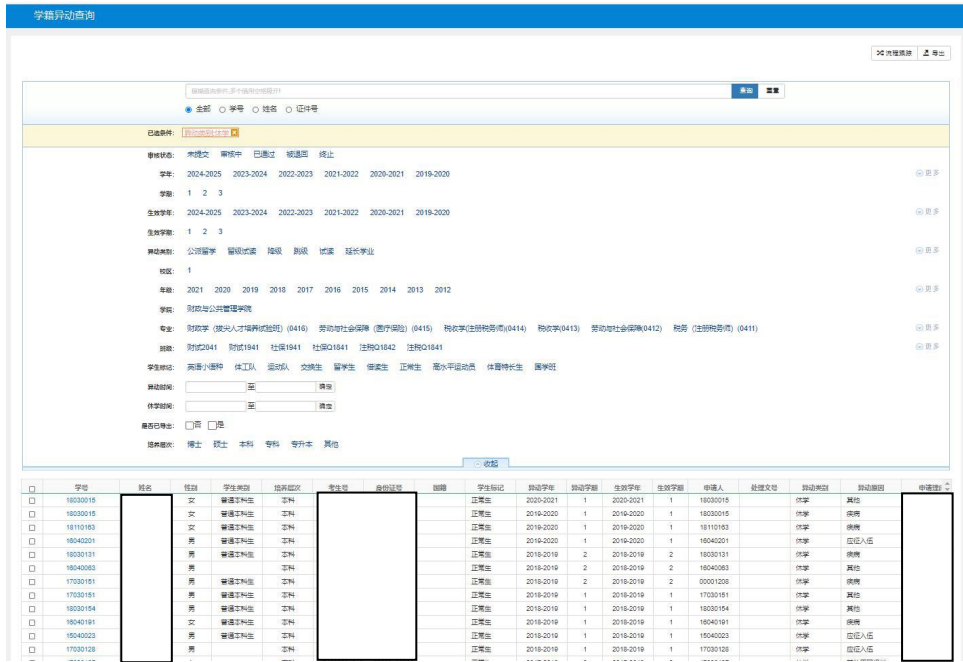 学籍异动查询
流程跟踪 导出
查询 重置
全部 学号 姓名 证件号
已选条件: 异动类别:休学
审核状态: 未提交 审核中 已通过 被退回 终止
学年: 2024-2025 2023-2024 2022-2023 2021-2022 2020-2021 2019-2020 更多
学期: 1 2 3
生效学年: 2024-2025 2023-2024 2022-2023 2021-2022 2020-2021 2019-2020 更多
生效学期: 1 2 3
异动类别: 公派留学 留级试读 降级 跳级 试读 延长学业 更多
校区: 1
年级: 2021 2020 2019 2018 2017 2016 2015 2014 2013 2012 更多
学院: 财政与公共管理学院
专业: 财政学 (拔尖人才培养试验班) (0416) 劳动与社会保障 (医疗保险) (0415) 税收学(注册税务师)(0414) 税收学(0413) 劳动与社会保障(0412) 税务 (注册税务师) (0411) 更多
班级: 财试2041 财试1941 社保1941 社保Q1841 注税Q1842 注税Q1841 更多
学生标记: 英语小语种 体工队 运动队 交换生 留学生 借读生 正常生 高水平运动员 体育特长生 国学班
异动时间: 至 确定
休学时间: 至 确定
是否已导出: 否 是
培养层次: 博士 硕士 本科 专科 专升本 其他
收起
学号 姓名 性别 学生类别 培养层次 考生号 身份证号 国籍 学生标记 异动学年 异动学期 生效学年 生效学期 申请人 处理文号 异动类别 异动原因
18030015 女 普通本科生 本科 正常生 2020-2021 1 2020-2021 1 18030015 休学 其他
18030015 女 普通本科生 本科 正常生 2019-2020 1 2019-2020 1 18030015 休学 疾病
18110163 女 普通本科生 本科 正常生 2019-2020 1 2019-2020 1 18110163 休学 疾病
16040201 男 普通本科生 本科 正常生 2019-2020 1 2019-2020 1 16040201 休学 应征入伍
18030131 男 普通本科生 本科 正常生 2018-2019 2 2018-2019 2 18030131 休学 疾病
16040063 男 本科 正常生 2018-2019 2 2018-2019 2 16040063 休学 其他
17030151 男 普通本科生 本科 正常生 2018-2019 2 2018-2019 2 00001208 休学 疾病
17030151 男 普通本科生 本科 正常生 2018-2019 1 2018-2019 1 17030151 休学 其他
18030154 男 普通本科生 本科 正常生 2018-2019 1 2018-2019 1 18030154 休学 其他
16040191 女 普通本科生 本科 正常生 2018-2019 1 2018-2019 1 16040191 休学 疾病
15040023 男 普通本科生 本科 正常生 2018-2019 1 2018-2019 1 15040023 休学 应征入伍
17030128 男 本科 正常生 2018-2019 1 2018-2019 1 17030128 休学 应征入伍